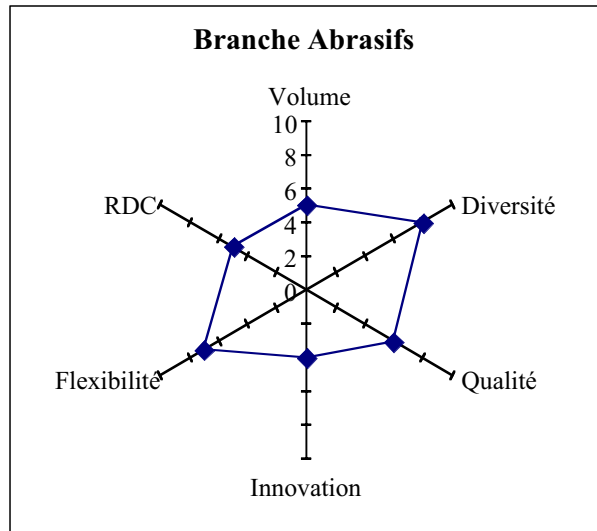 Branche Abrasifs
Volume
10
8
6
4
2
0
RDC
Diversité
Flexibilité
Qualité
Innovation